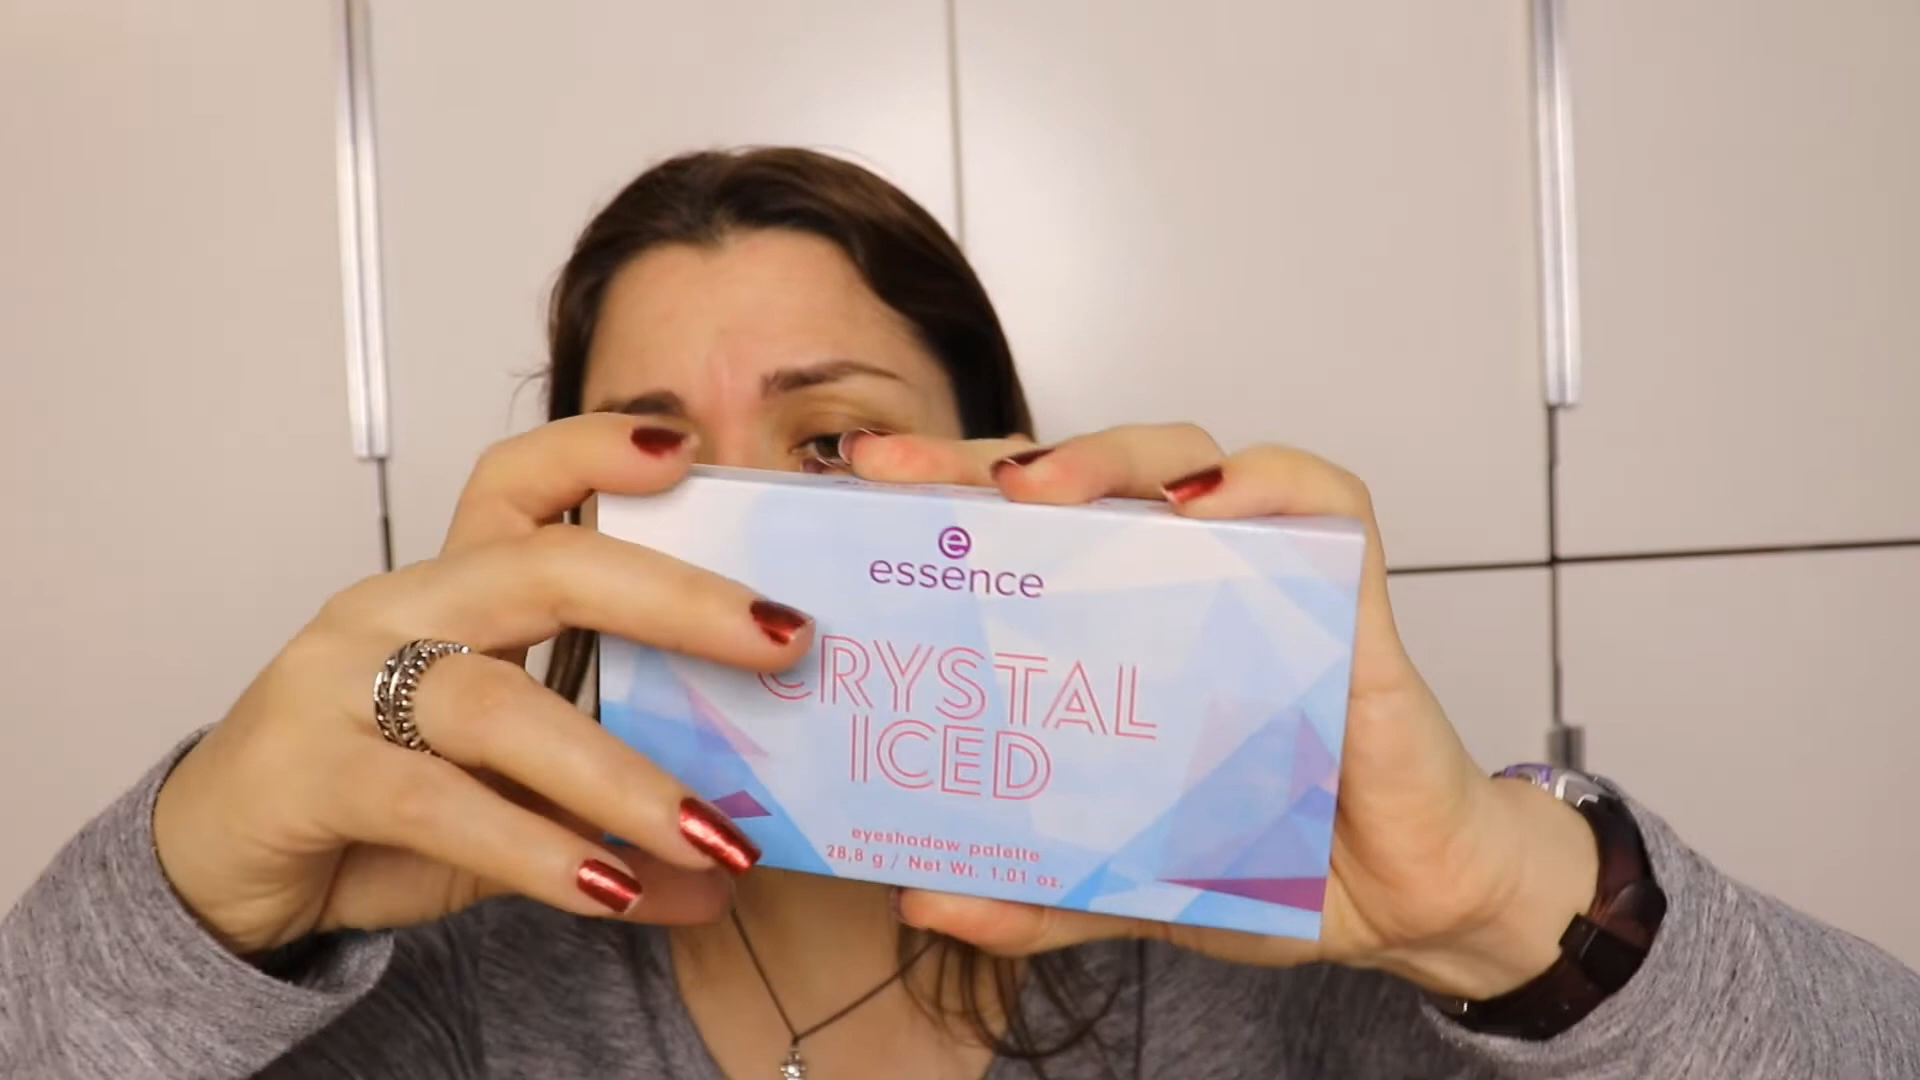 e
essence
CRYSTAL
ICED
eyeshadow palette
28,8 g / Net Wt. 1.01 oz.